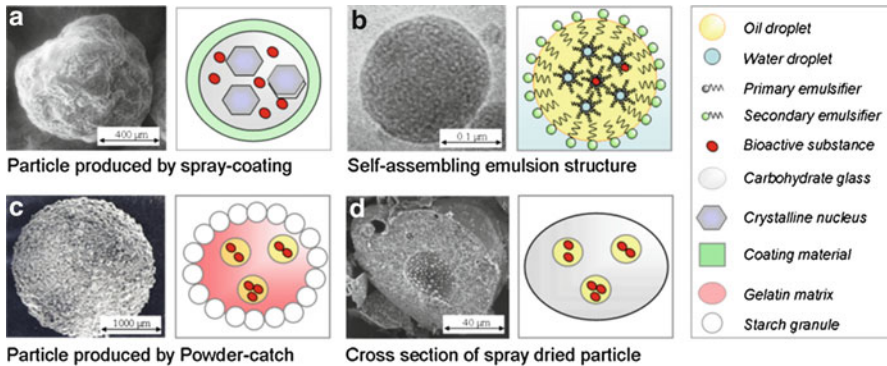 a
400 µm
Particle produced by spray-coating
b
0.1 µm
Self-assembling emulsion structure
c
1000 µm
Particle produced by Powder-catch
d
40 µm
Cross section of spray dried particle
Oil droplet
Water droplet
Primary emulsifier
Secondary emulsifier
Bioactive substance
Carbohydrate glass
Crystalline nucleus
Coating material
Gelatin matrix
Starch granule